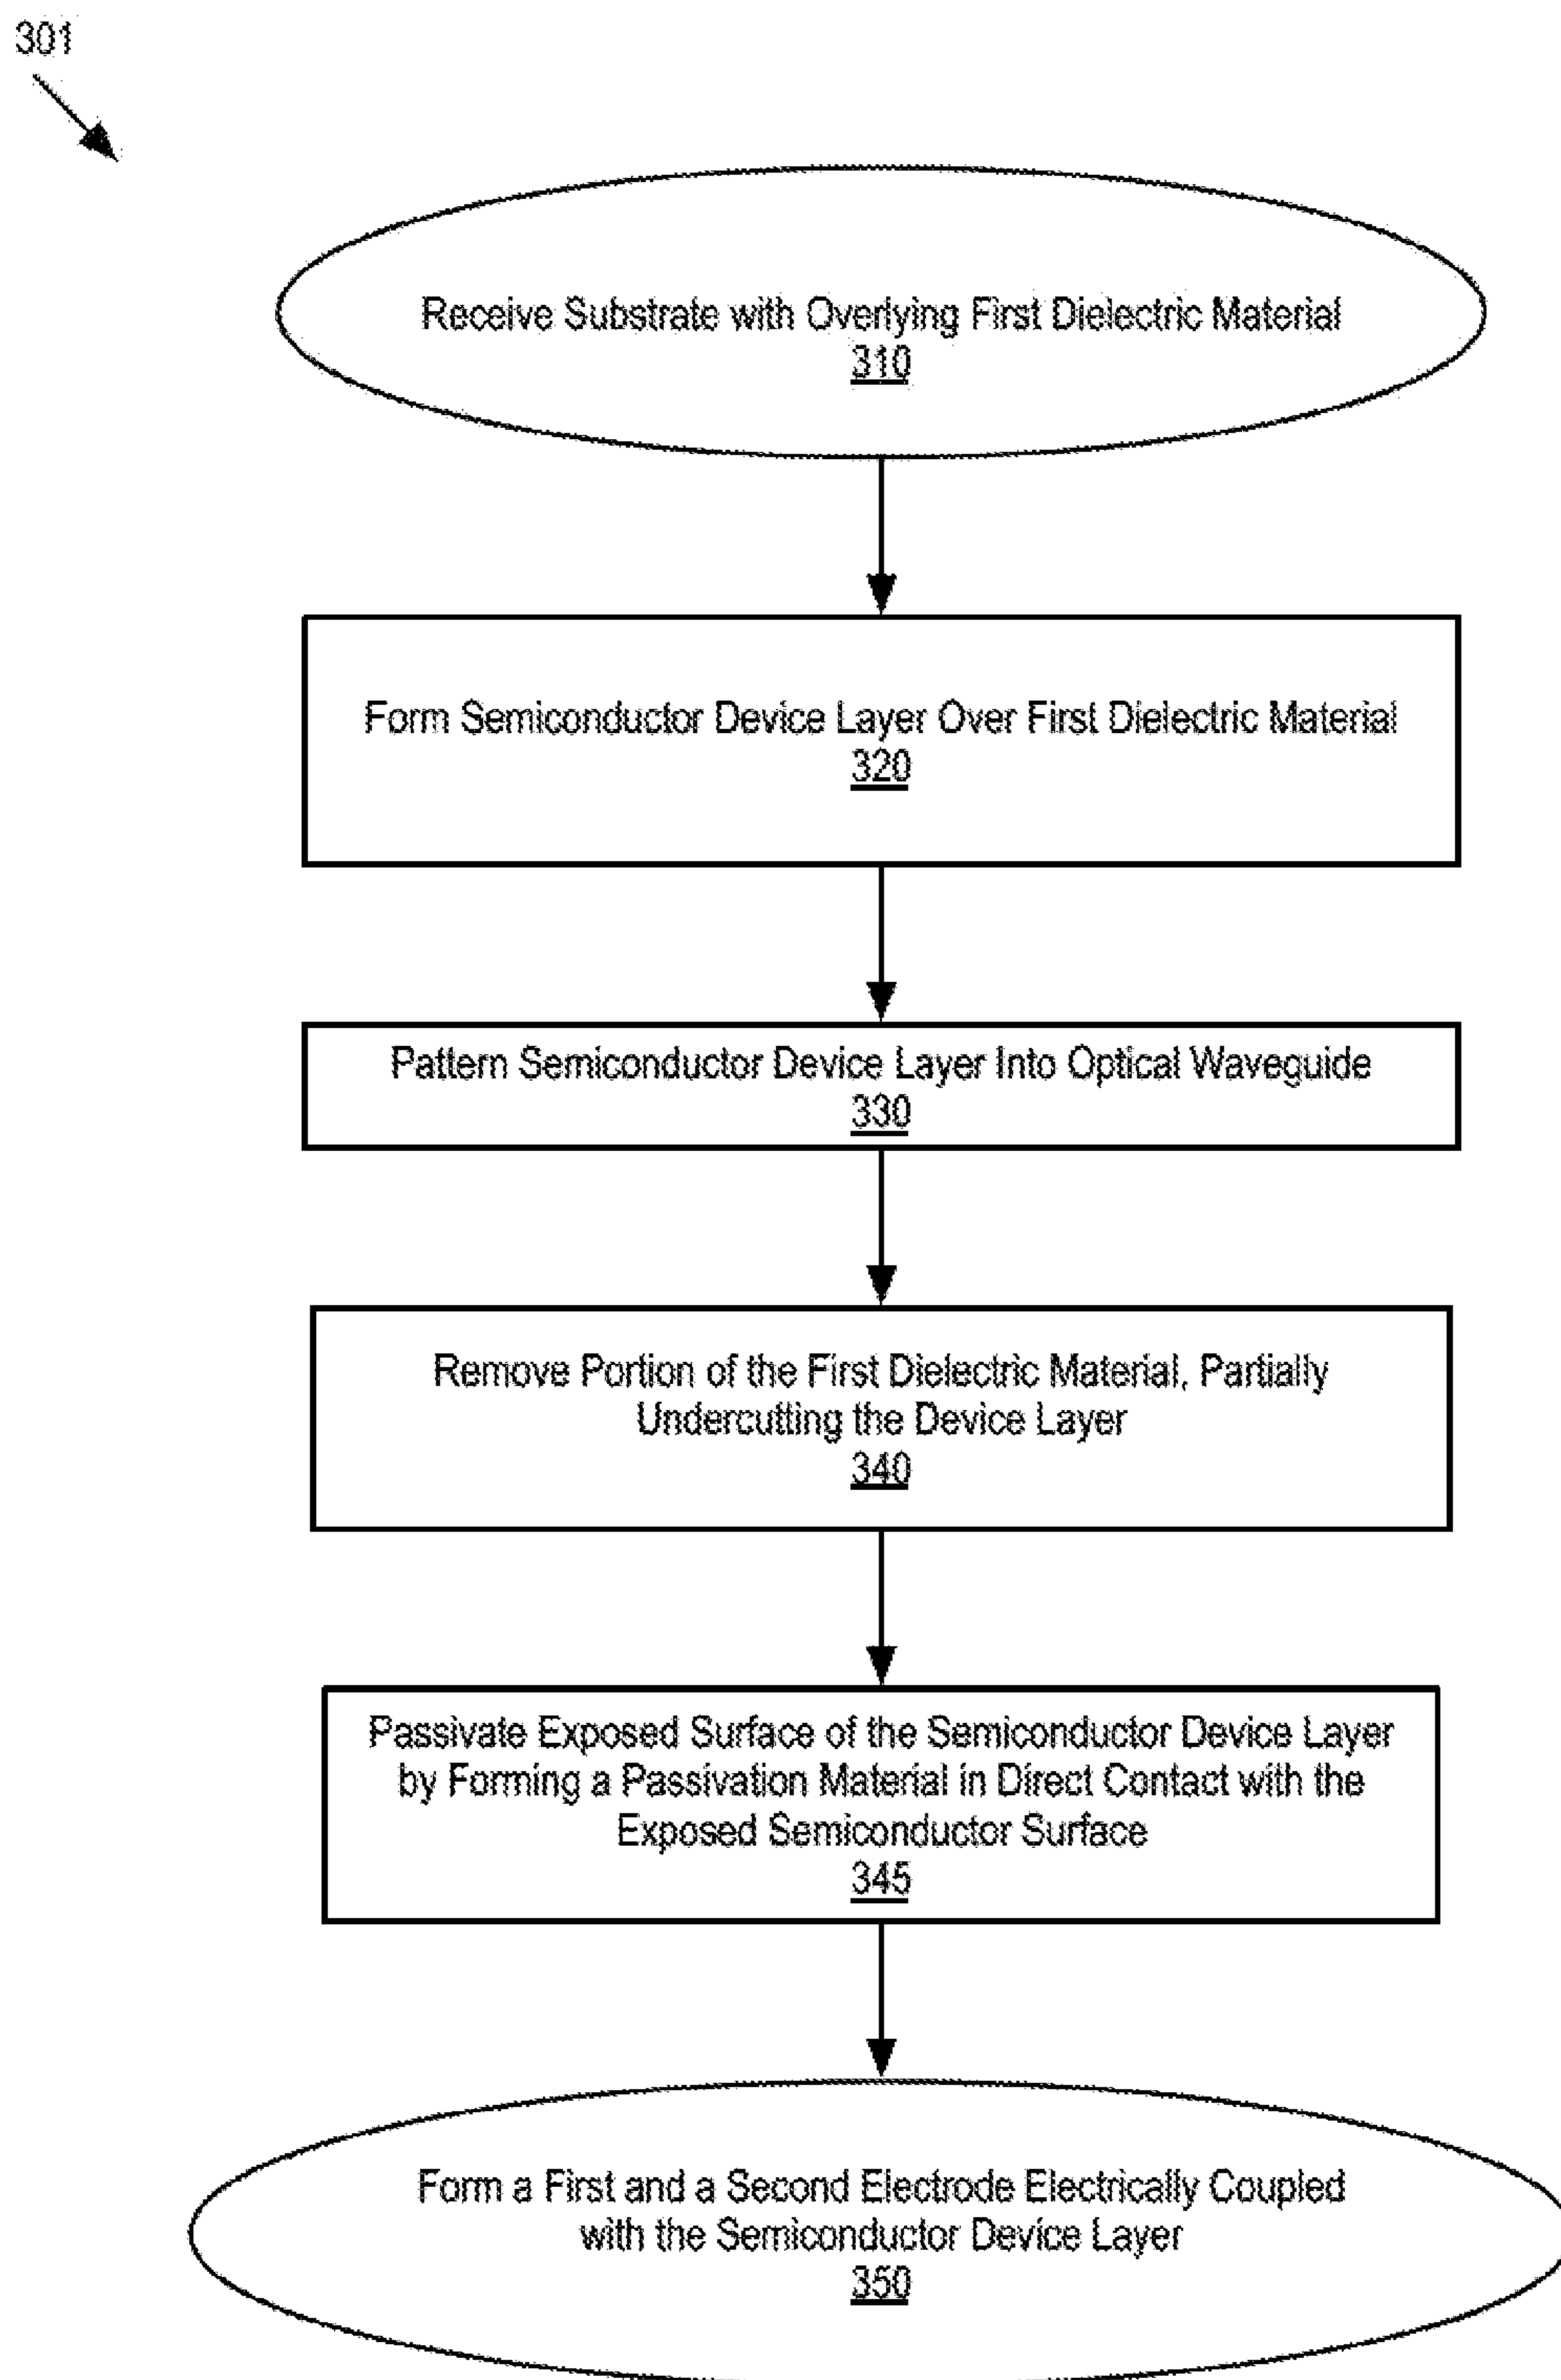 301
Receive Substrate with Overlying First Dielectric Material
310
Form Semiconductor Device Layer Over First Dielectric Material
320
Pattern Semiconductor Device Layer Into Optical Waveguide
330
Remove Portion of the First Dielectric Material, Partially
Undercutting the Device Layer
340
Passivate Exposed Surface of the Semiconductor Device Layer
by Forming a Passivation Material in Direct Contact with the
Exposed Semiconductor Surface
345
Form a First and a Second Electrode Electrically Coupled
with the Semiconductor Device Layer
350